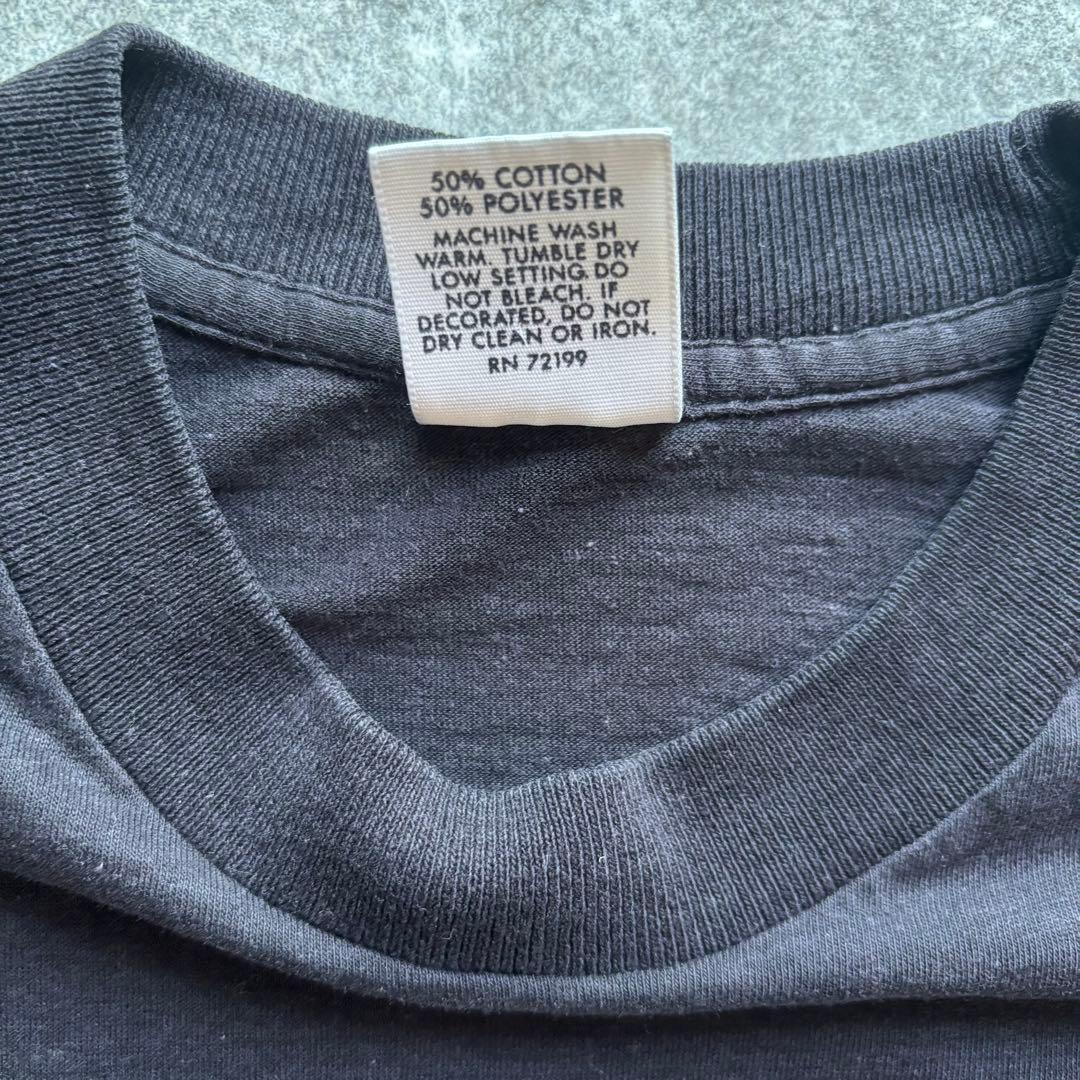 50% COTTON
50% POLYESTER
MACHINE WASH
WARM. TUMBLE DRY
LOW SETTING. DO
NOT BLEACH. IF
DECORATED, DO NOT
DRY CLEAN OR IRON.
RN 72199